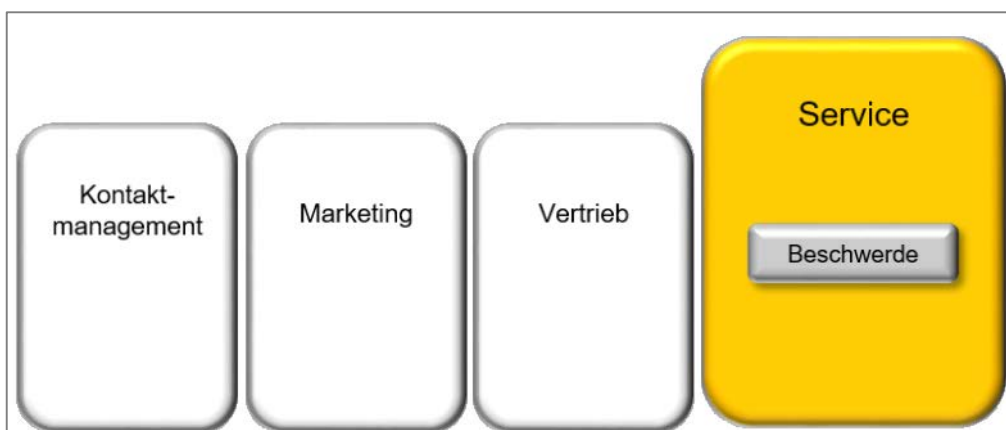 Kontakt-
management
Marketing
Vertrieb
Service
Beschwerde